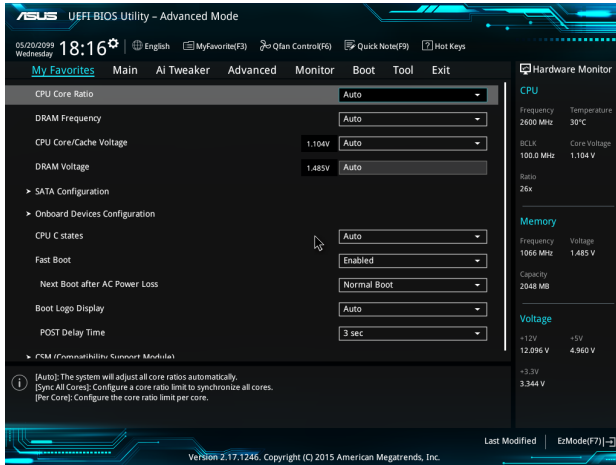 ASUS UEFI BIOS Utility – Advanced Mode
05/20/2099
Wednesday
18:16 English MyFavorite(F3) Qfan Control(F6) Quick Note(F9) ? Hot Keys
My Favorites Main Ai Tweaker Advanced Monitor Boot Tool Exit
CPU Core Ratio Auto
DRAM Frequency Auto
CPU Core/Cache Voltage 1.104V Auto
DRAM Voltage 1.485V Auto
> SATA Configuration
> Onboard Devices Configuration
CPU C states Auto
Fast Boot Enabled
Next Boot after AC Power Loss Normal Boot
Boot Logo Display Auto
POST Delay Time 3 sec
> CSM (Compatibility Support Module)
[Auto]: The system will adjust all core ratios automatically.
[Sync All Cores]: Configure a core ratio limit to synchronize all cores.
[Per Core]: Configure the core ratio limit per core.
Hardware Monitor
CPU
Frequency Temperature
2600 MHz 30°C
BCLK Core Voltage
100.0 MHz 1.104 V
Ratio
26x
Memory
Frequency Voltage
1066 MHz 1.485 V
Capacity
2048 MB
Voltage
+12V +5V
12.096 V 4.960 V
+3.3V
3.344 V
Last Modified EzMode(F7)
Version 2.17.1246. Copyright (C) 2015 American Megatrends, Inc.